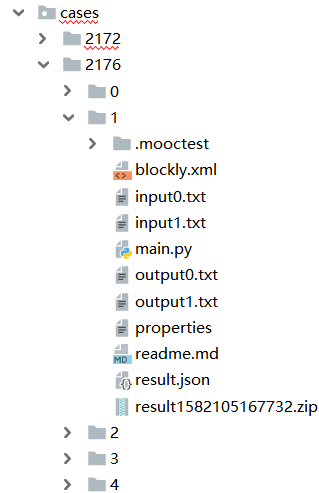 cases
2172
2176
0
1
.mooctest
blockly.xml
input0.txt
input1.txt
main.py
output0.txt
output1.txt
properties
MD readme.md
result.json
result1582105167732.zip
2
3
4